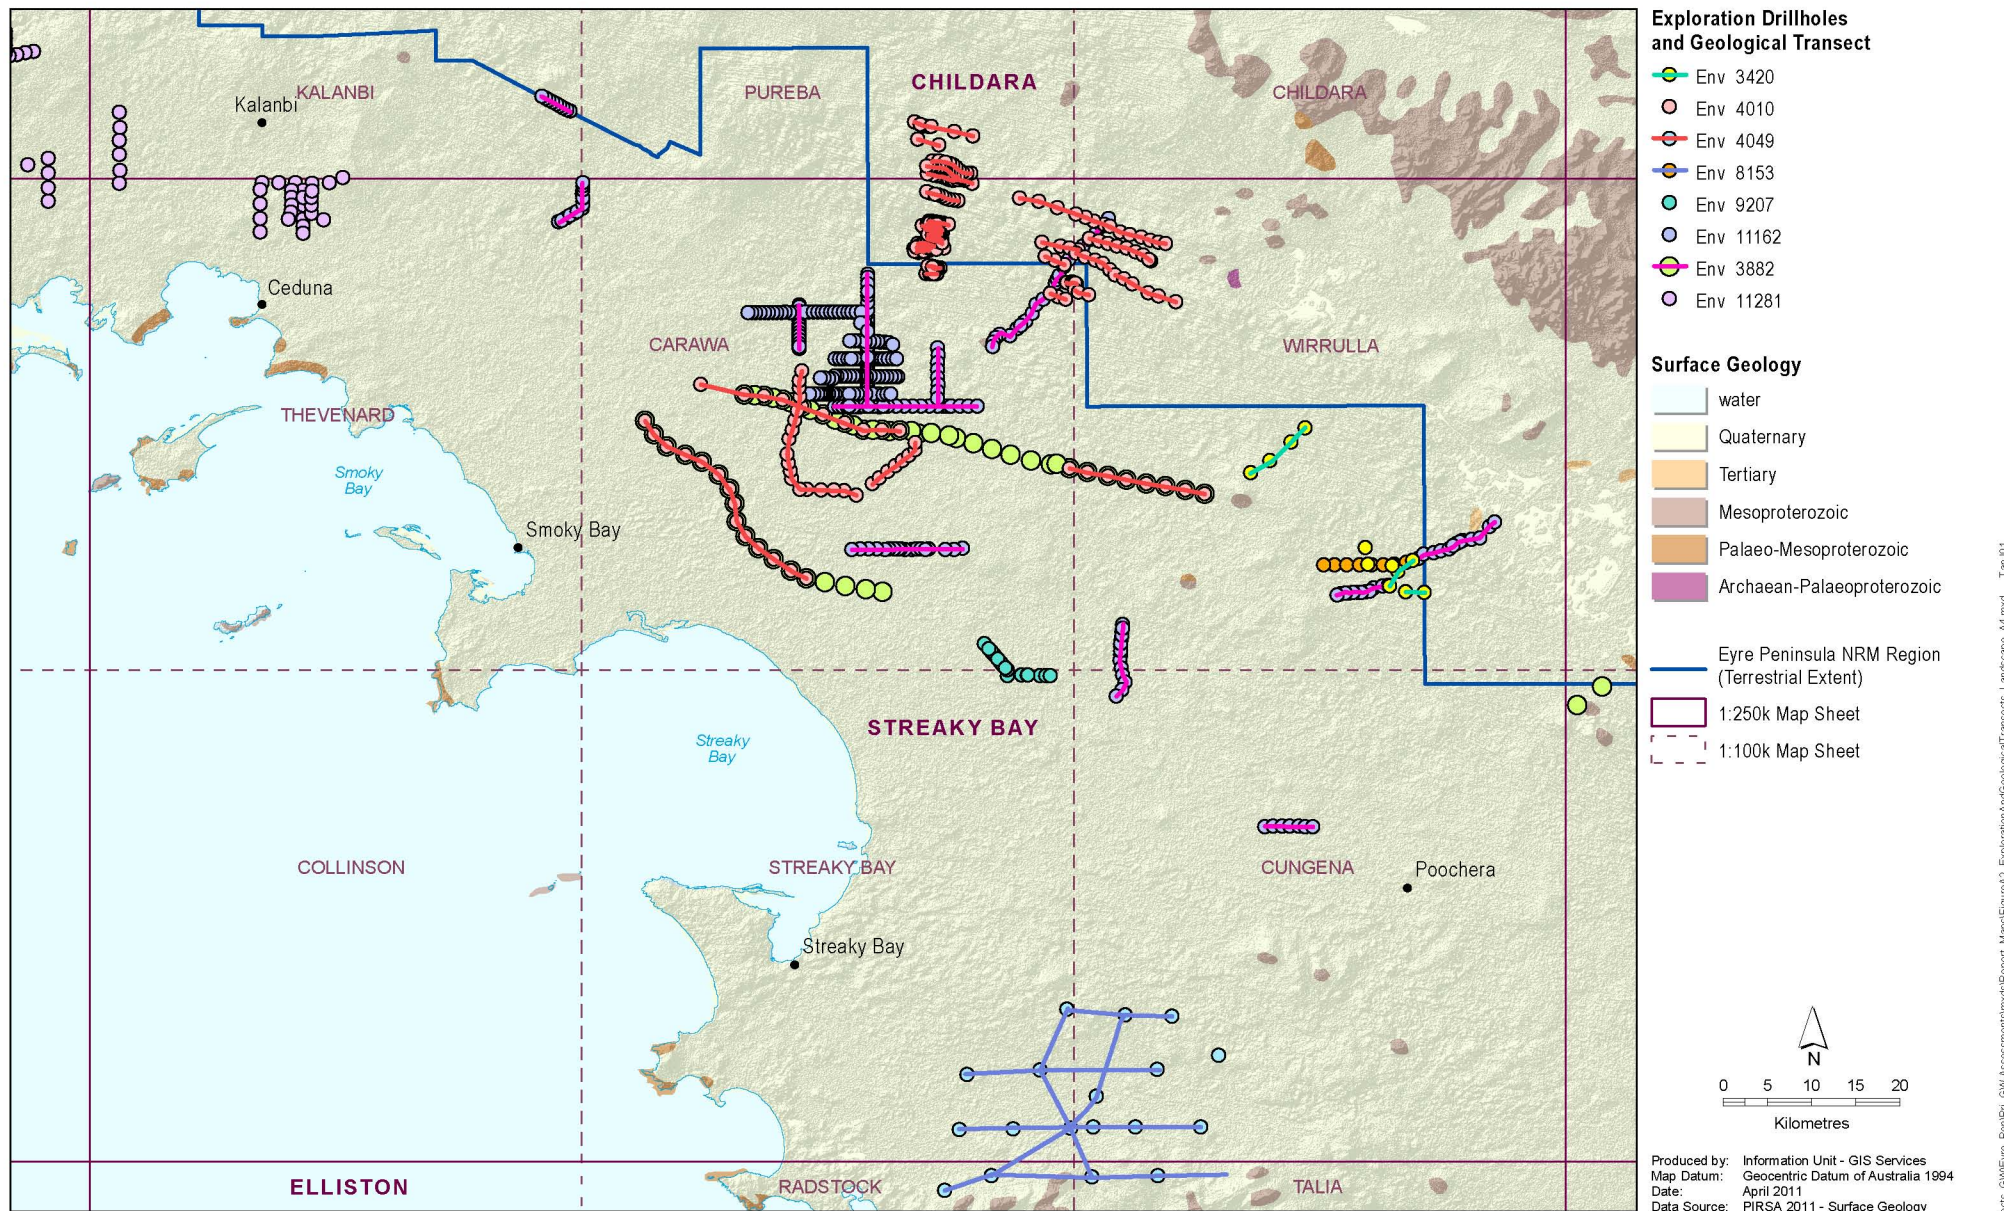 CHILDARA
KALANBI
PUREBA
CHILDARA
Kalanbi
Ceduna
CARAWA
WIRRULLA
THEVENARD
Smoky
Bay
Smoky Bay
STREAKY BAY
Streaky
Bay
COLLINSON
STREAKY BAY
CUNGENA
Poochera
Streaky Bay
ELLISTON
RADSTOCK
TALIA
Exploration Drillholes
and Geological Transect
Env 3420
Env 4010
Env 4049
Env 8153
Env 9207
Env 11162
Env 3882
Env 11281
Surface Geology
water
Quaternary
Tertiary
Mesoproterozoic
Palaeo-Mesoproterozoic
Archaean-Palaeoproterozoic
Eyre Peninsula NRM Region
(Terrestrial Extent)
1:250k Map Sheet
1:100k Map Sheet
N
0 5 10 15 20
Kilometres
Produced by: Information Unit - GIS Services
Map Datum: Geocentric Datum of Australia 1994
Date: April 2011
Data Source: PIRSA 2011 - Surface Geology